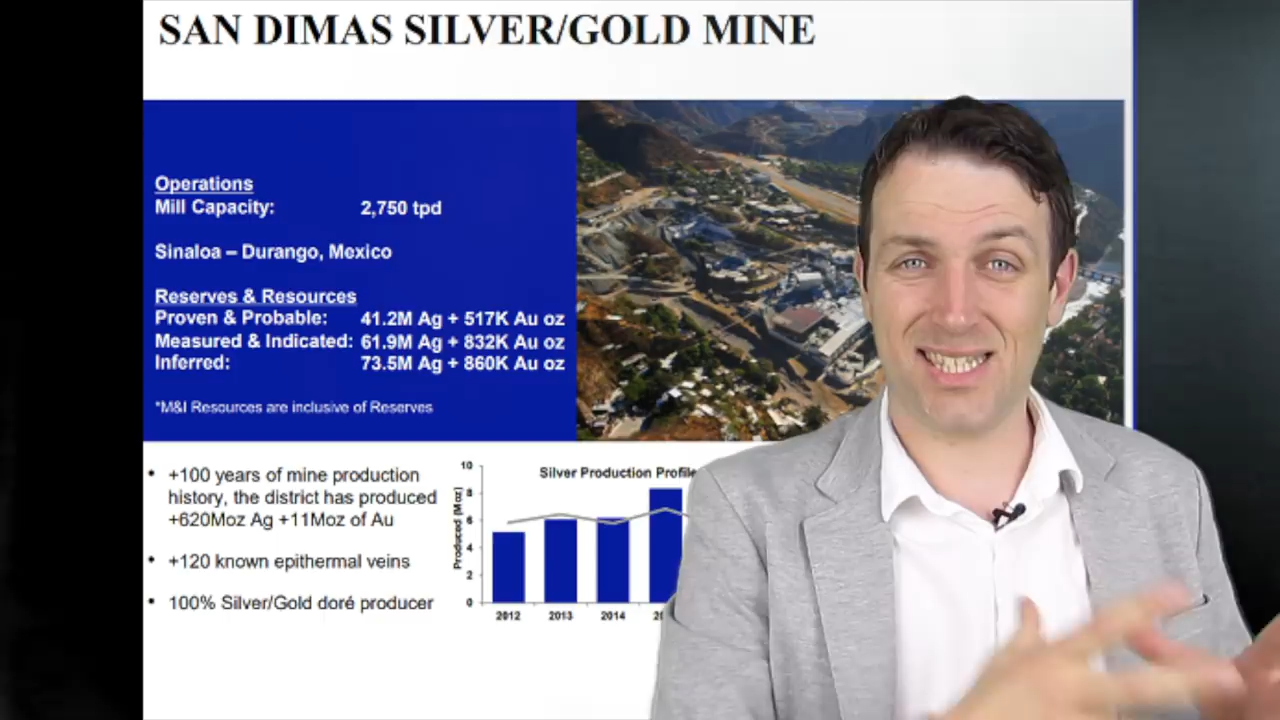 SAN DIMAS SILVER/GOLD MINE
Operations
Mill Capacity: 2,750 tpd
Sinaloa – Durango, Mexico
Reserves & Resources
Proven & Probable: 41.2M Ag + 517K Au oz
Measured & Indicated: 61.9M Ag + 832K Au oz
Inferred: 73.5M Ag + 860K Au oz
*M&I Resources are inclusive of Reserves
• +100 years of mine production
history, the district has produced
+620Moz Ag +11Moz of Au
• +120 known epithermal veins
• 100% Silver/Gold doré producer
Silver Production Profile
Produced (Moz)
10
8
6
4
2
0
2012 2013 2014